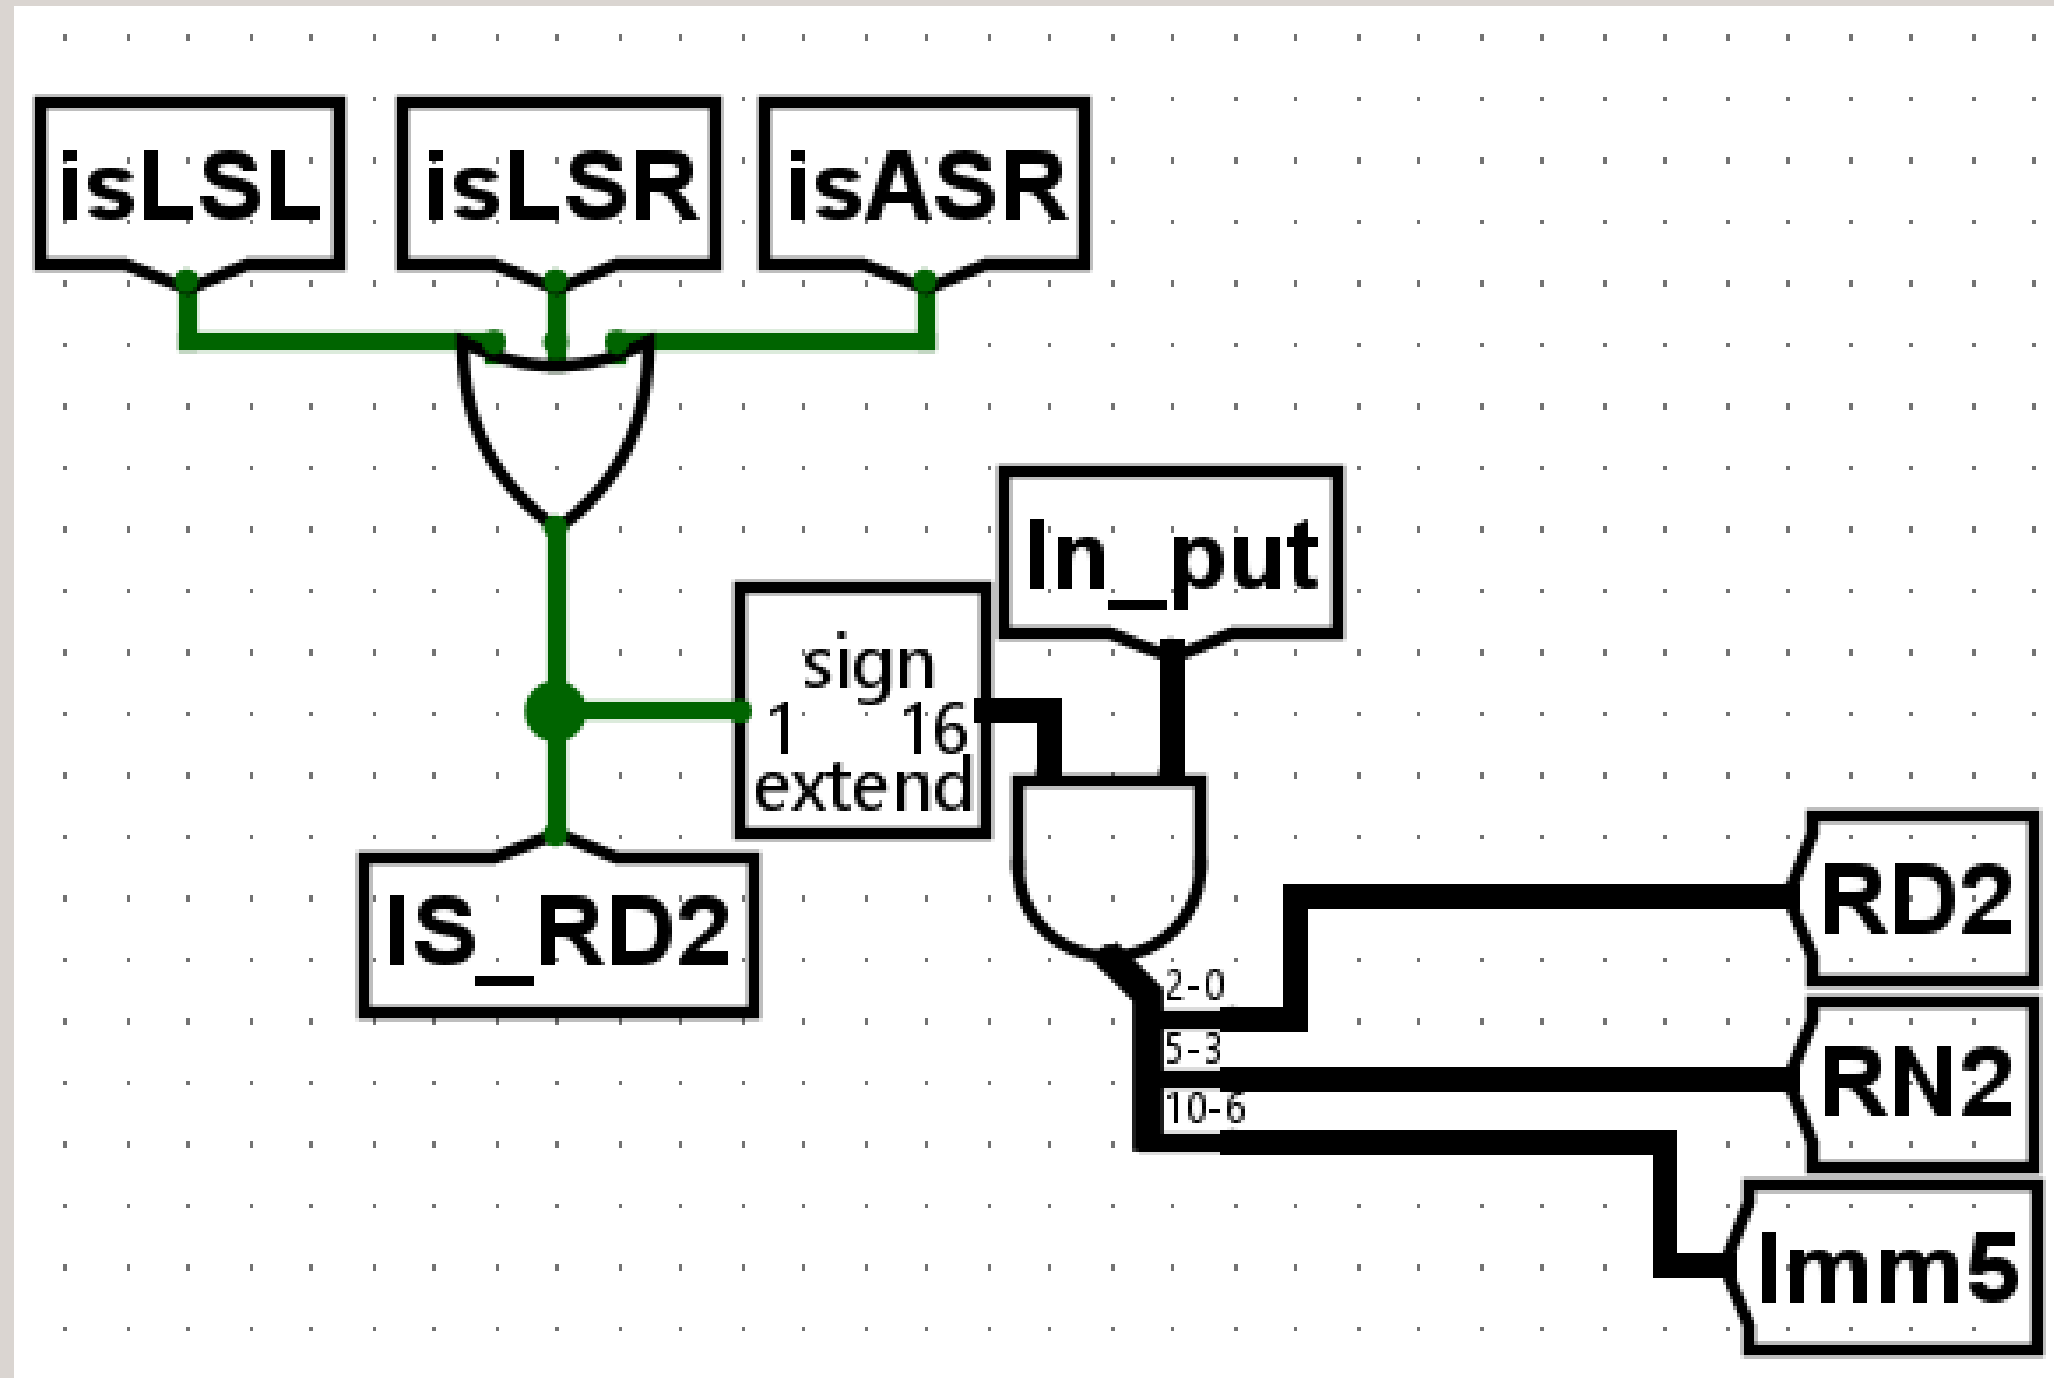 isLSL
isLSR
isASR
In_put
sign
1 16
extend
IS_RD2
RD2
2-0
5-3
RN2
10-6
Imm5